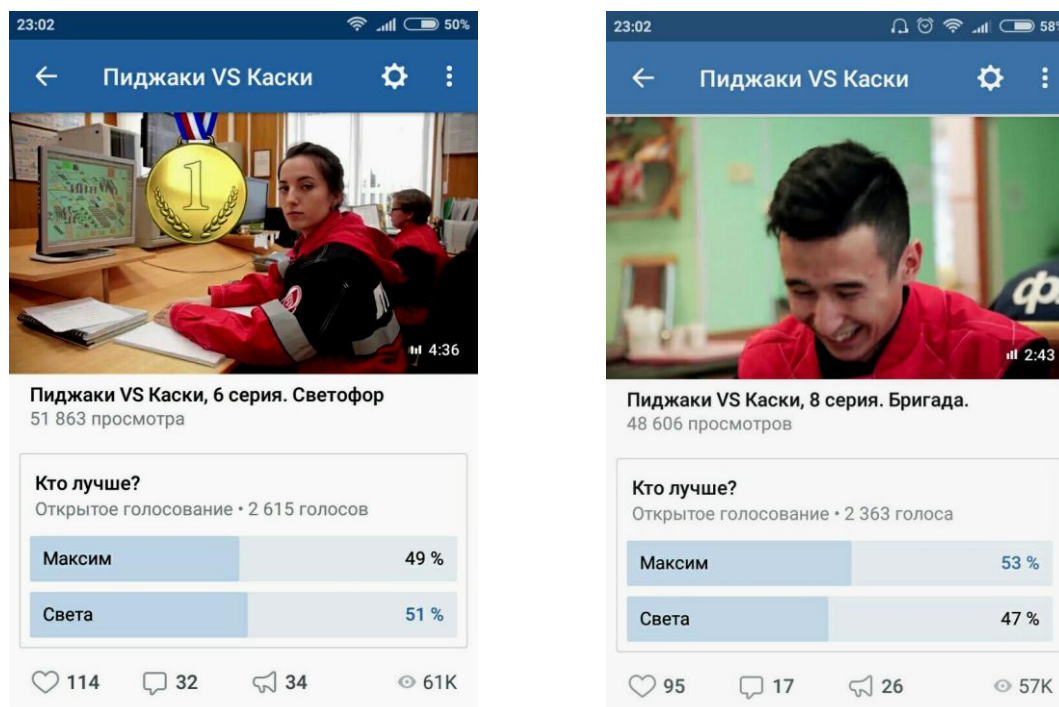 23:02
50%
Пиджаки VS Каски
1
4:36
Пиджаки VS Каски, 6 серия. Светофор
51 863 просмотра
Кто лучше?
Открытое голосование • 2 615 голосов
Максим 49 %
Света 51 %
114 32 34 61K
23:02
58%
Пиджаки VS Каски
2:43
Пиджаки VS Каски, 8 серия. Бригада.
48 606 просмотров
Кто лучше?
Открытое голосование • 2 363 голоса
Максим 53 %
Света 47 %
95 17 26 57K